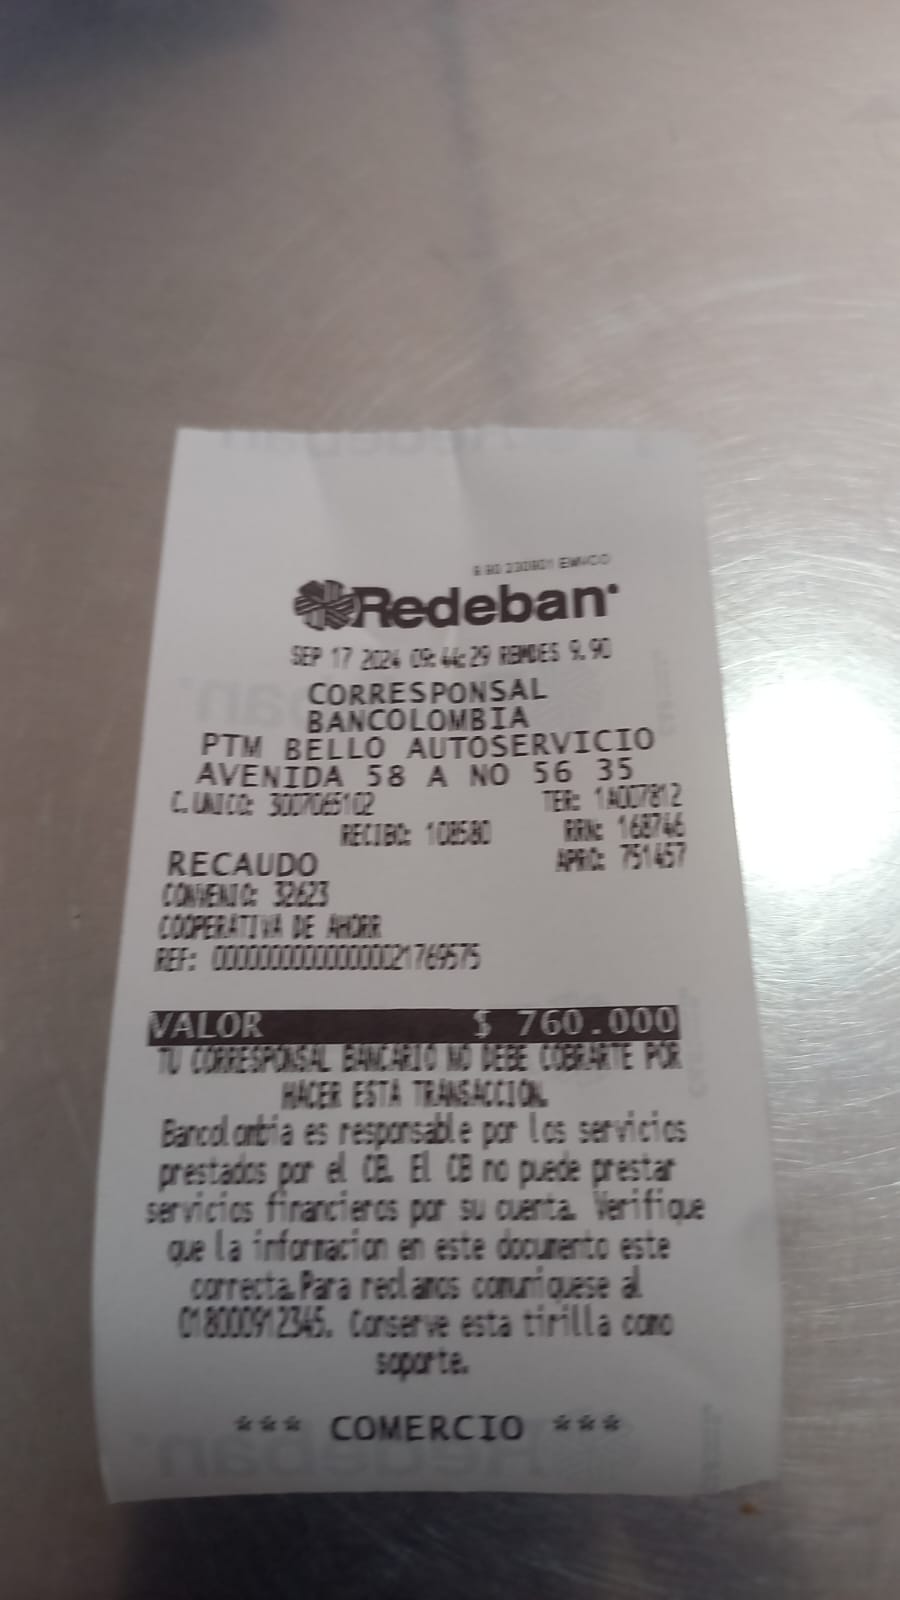 Redeban
SEP 17 2024 09:44:29 RBMDES 9.90
CORRESPONSAL
BANCOLOMBIA
PTM BELLO AUTOSERVICIO
AVENIDA 58 A NO 56 35
C.UNICO: 3007065102 TER: 1A007812
RECIBO: 108580 RRN: 168746
RECAUDO APRO: 751457
CONVENIO: 32623
COOPERATIVA DE AHORR
REF: 000000000000000021769575
VALOR $ 760.000
TU CORRESPONSAL BANCARIO NO DEBE COBRARTE POR
HACER ESTA TRANSACCION.
Bancolombia es responsable por los servicios
prestados por el CB. El CB no puede prestar
servicios financieros por su cuenta. Verifique
que la informacion en este documento este
correcta.Para reclamos comuniquese al
018000912345. Conserve esta tirilla como
soporte.
*** COMERCIO ***